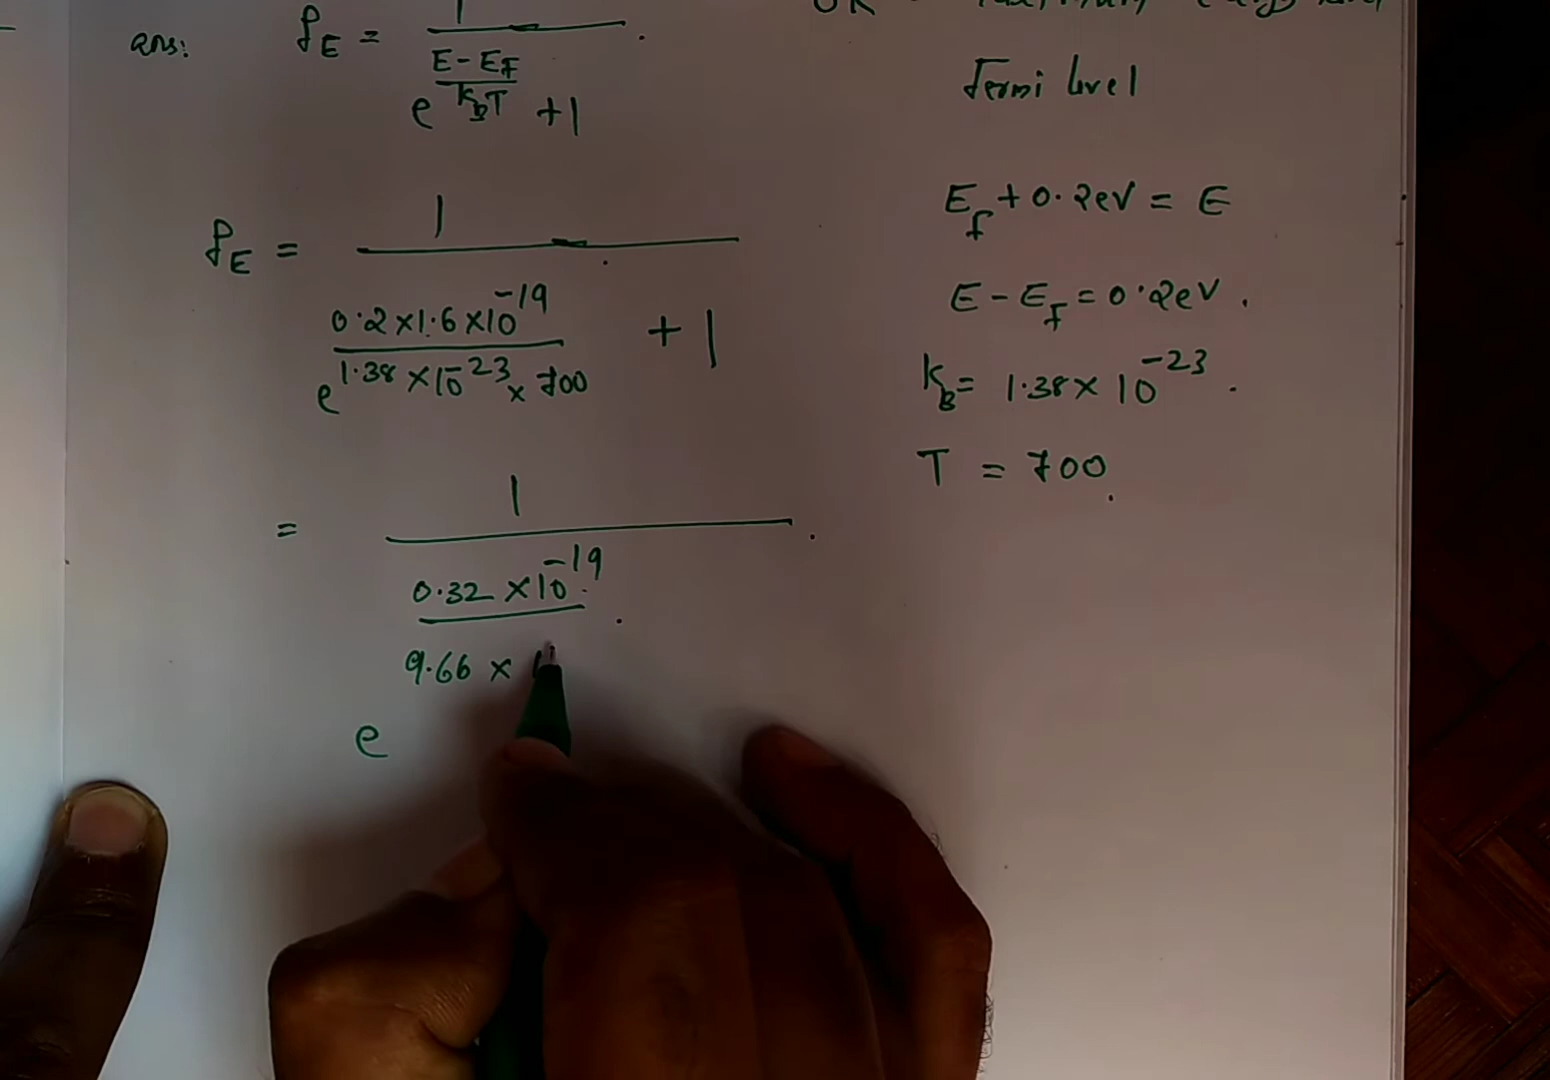 OR
ans: f_E = 1 / (e^((E-E_F)/(K_B T)) + 1) .
Fermi level
f_E = 1 / (e^((0.2×1.6×10^-19)/(1.38×10^-23 × 700)) + 1)
E_f + 0.2eV = E
E - E_F = 0.2eV .
K_B = 1.38 × 10^-23 .
T = 700 .
= 1 / .
0.32 × 10^-19 .
9.66 ×
e